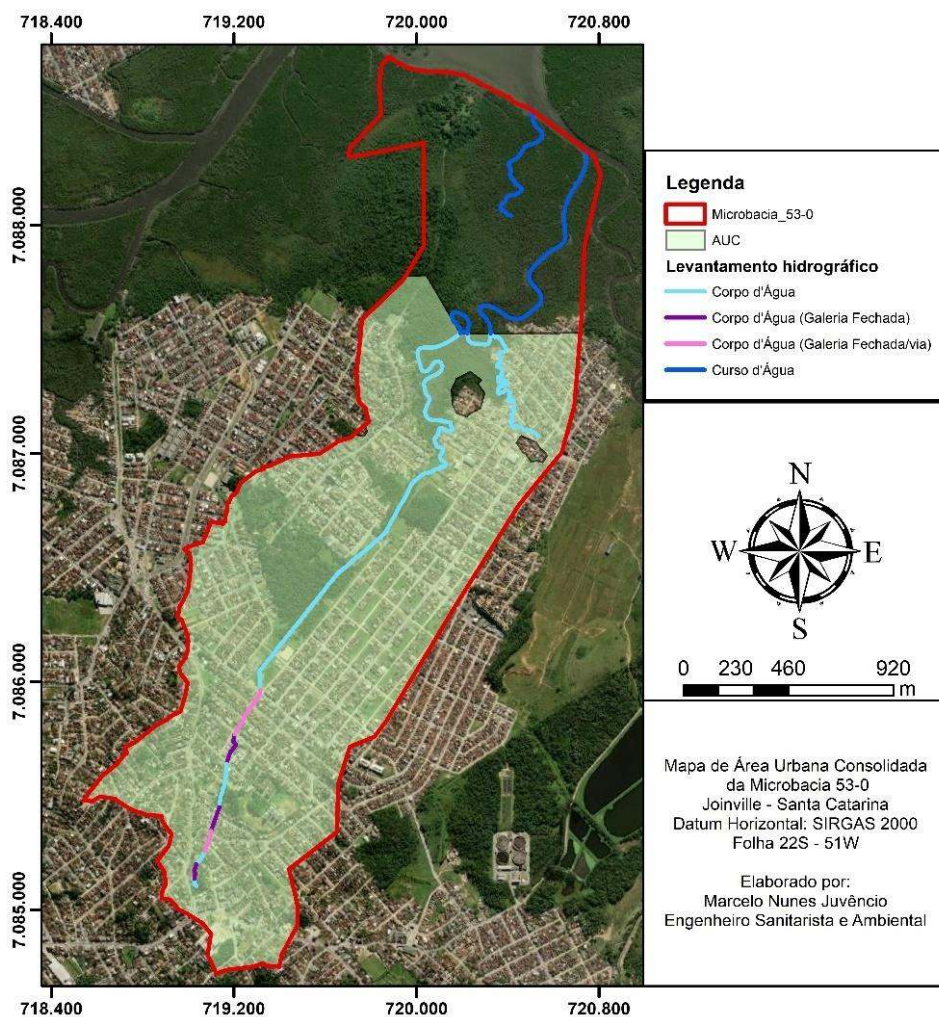 718.400 719.200 720.000 720.800
7.088.000
7.087.000
7.086.000
7.085.000
718.400 719.200 720.000 720.800
Legenda
Microbacia_53-0
AUC
Levantamento hidrográfico
Corpo d'Água
Corpo d'Água (Galeria Fechada)
Corpo d'Água (Galeria Fechada/via)
Curso d'Água
N
W E
S
0 230 460 920
m
Mapa de Área Urbana Consolidada
da Microbacia 53-0
Joinville - Santa Catarina
Datum Horizontal: SIRGAS 2000
Folha 22S - 51W
Elaborado por:
Marcelo Nunes Juvêncio
Engenheiro Sanitarista e Ambiental